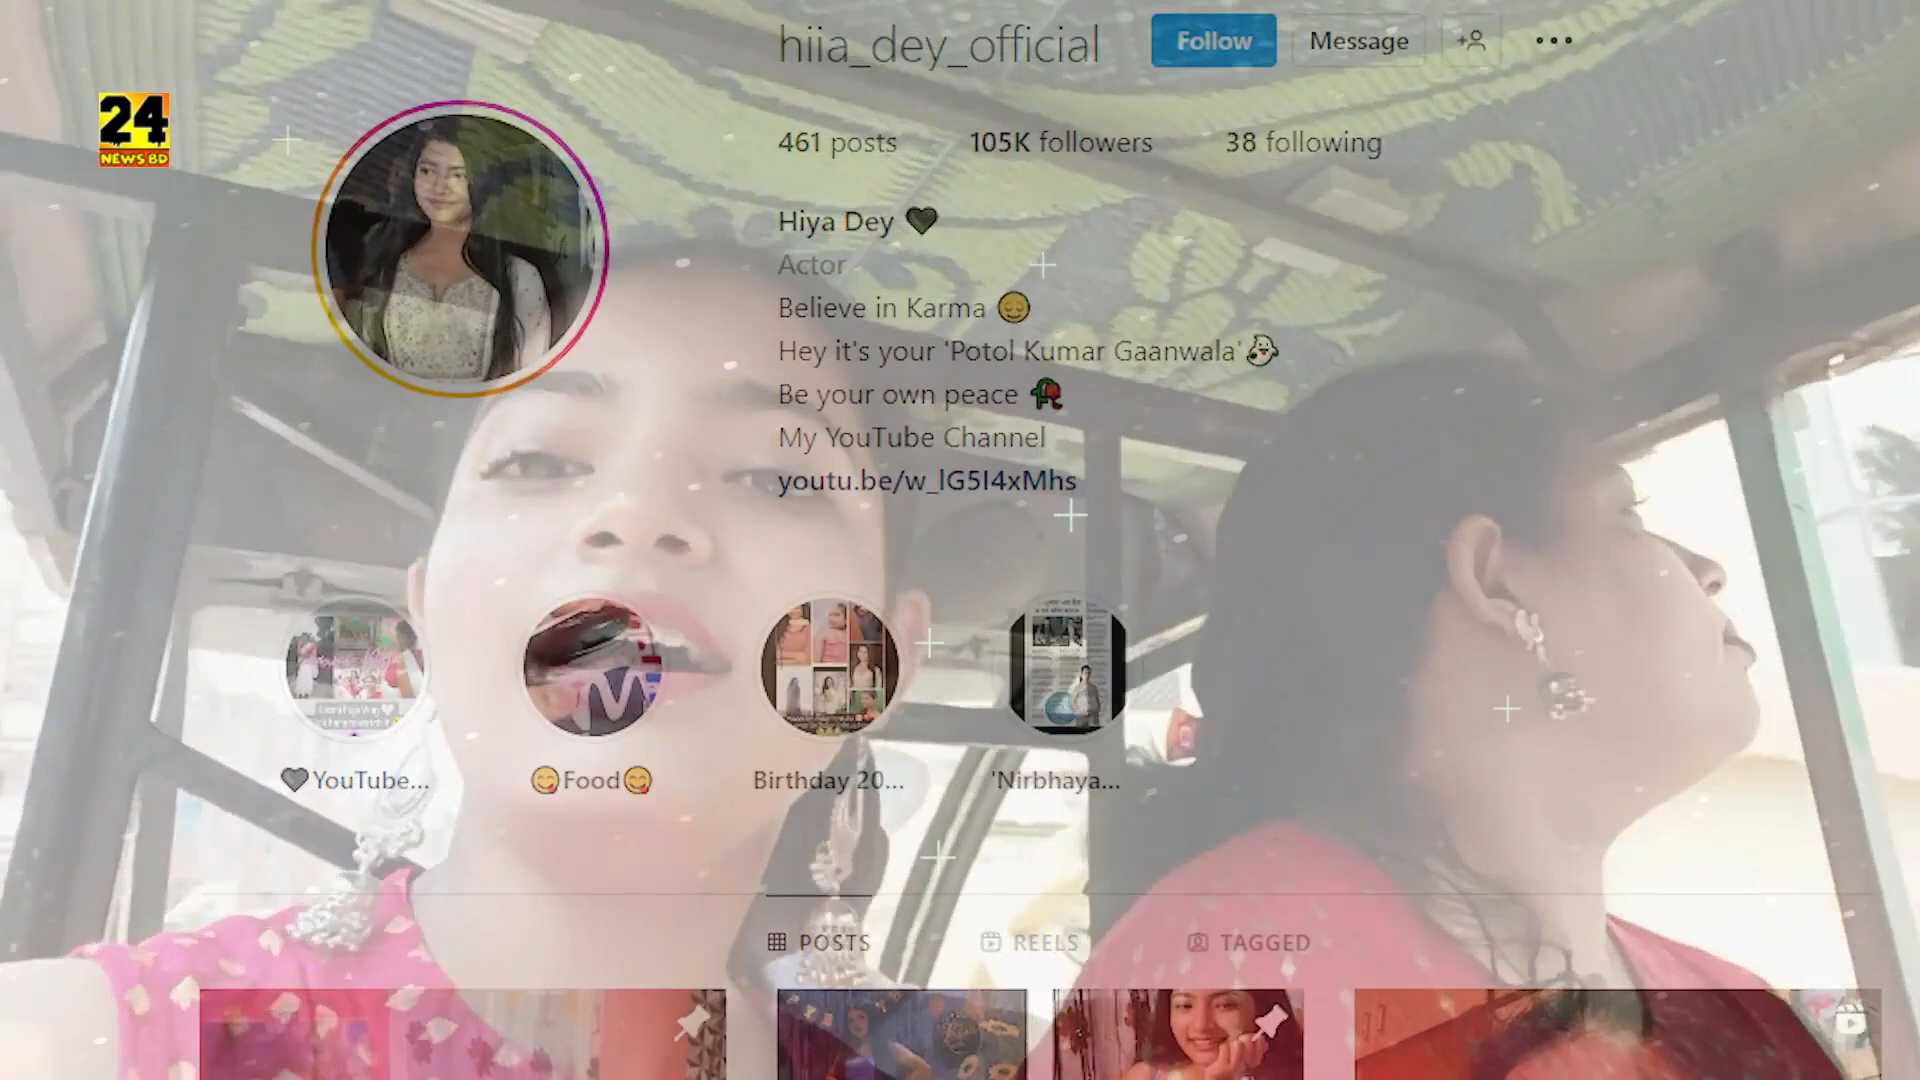 hiia_dey_official Follow Message
24
NEWS BD
461 posts 105K followers 38 following
Hiya Dey 🖤
Actor
Believe in Karma 😌
Hey it's your 'Potol Kumar Gaanwala' 👻
Be your own peace 🥀
My YouTube Channel
youtu.be/w_lG5I4xMhs
🖤YouTube... 😋Food😋 Birthday 20... 'Nirbhaya...
POSTS REELS TAGGED